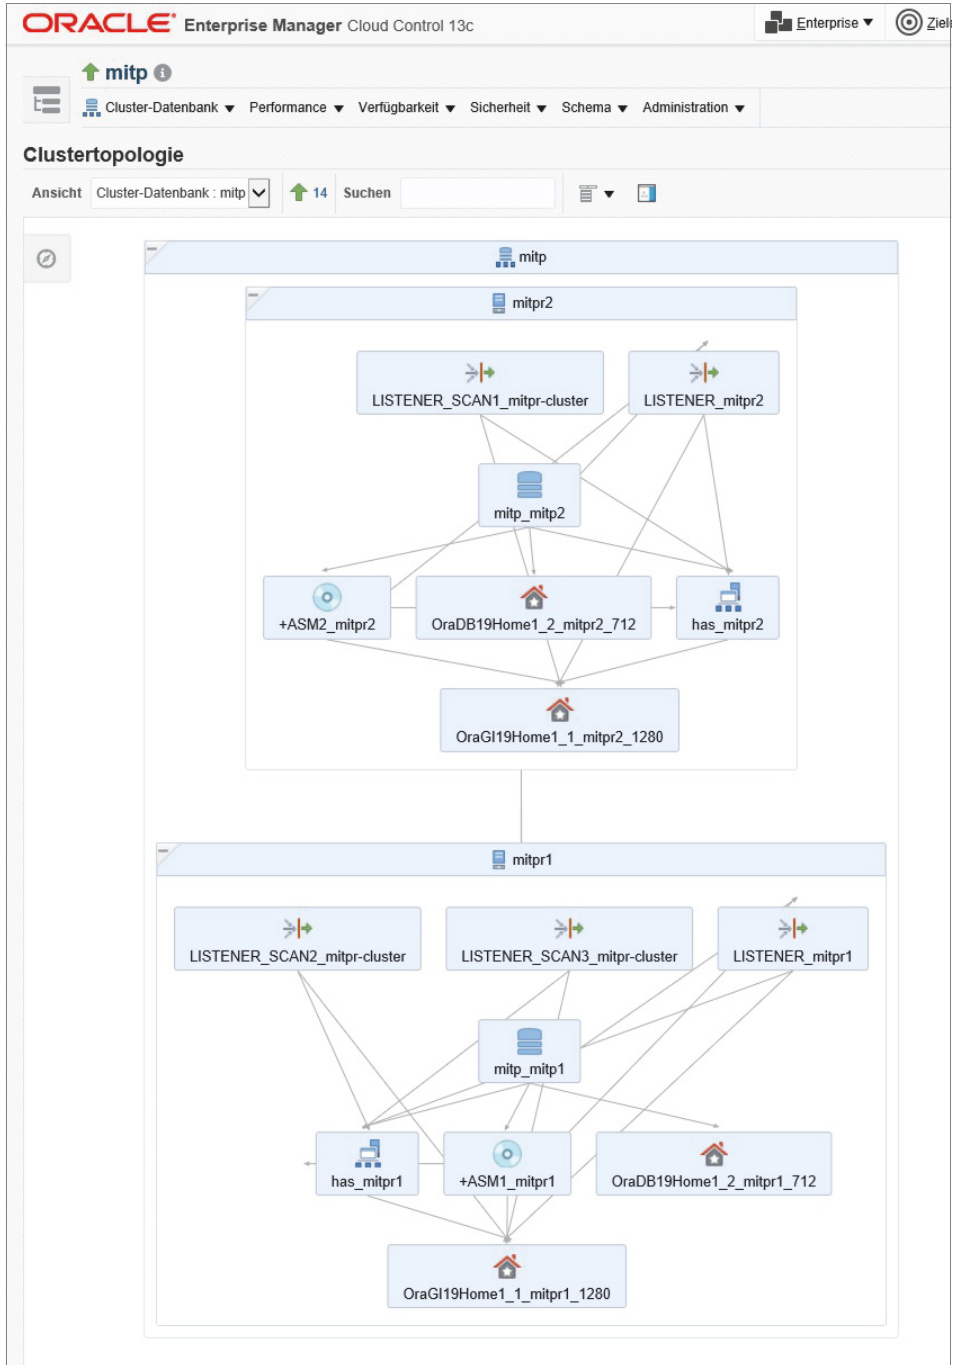 ORACLE Enterprise Manager Cloud Control 13c
Enterprise
mitp
Cluster-Datenbank Performance Verfügbarkeit Sicherheit Schema Administration
Clustertopologie
Ansicht Cluster-Datenbank : mitp 14 Suchen
mitp
mitpr2
LISTENER_SCAN1_mitpr-cluster LISTENER_mitpr2
mitp_mitp2
+ASM2_mitpr2 OraDB19Home1_2_mitpr2_712 has_mitpr2
OraGI19Home1_1_mitpr2_1280
mitpr1
LISTENER_SCAN2_mitpr-cluster LISTENER_SCAN3_mitpr-cluster LISTENER_mitpr1
mitp_mitp1
has_mitpr1 +ASM1_mitpr1 OraDB19Home1_2_mitpr1_712
OraGI19Home1_1_mitpr1_1280